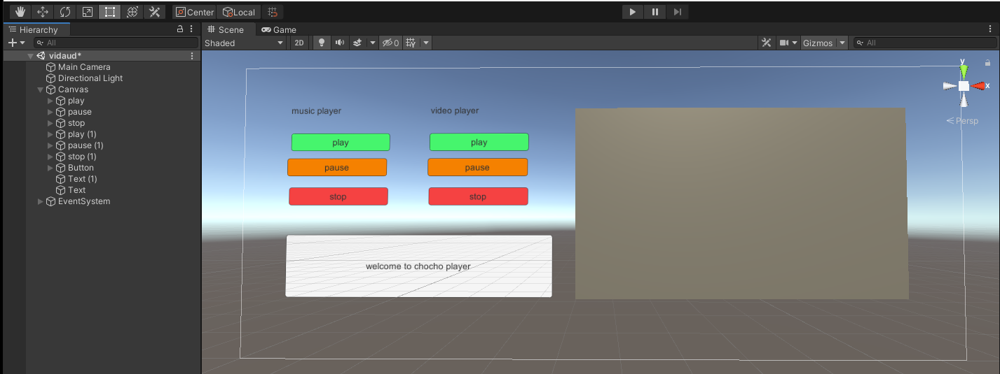 Center Local
Hierarchy
All
vidaud*
Main Camera
Directional Light
Canvas
play
pause
stop
play (1)
pause (1)
stop (1)
Button
Text (1)
Text
EventSystem
Scene Game
Shaded 2D 0 Gizmos All
y
x
Persp
music player video player
play play
pause pause
stop stop
welcome to chocho player